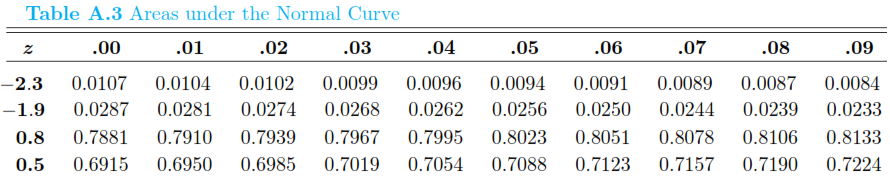 Table A.3 Areas under the Normal Curve
z .00 .01 .02 .03 .04 .05 .06 .07 .08 .09
−2.3 0.0107 0.0104 0.0102 0.0099 0.0096 0.0094 0.0091 0.0089 0.0087 0.0084
−1.9 0.0287 0.0281 0.0274 0.0268 0.0262 0.0256 0.0250 0.0244 0.0239 0.0233
0.8 0.7881 0.7910 0.7939 0.7967 0.7995 0.8023 0.8051 0.8078 0.8106 0.8133
0.5 0.6915 0.6950 0.6985 0.7019 0.7054 0.7088 0.7123 0.7157 0.7190 0.7224